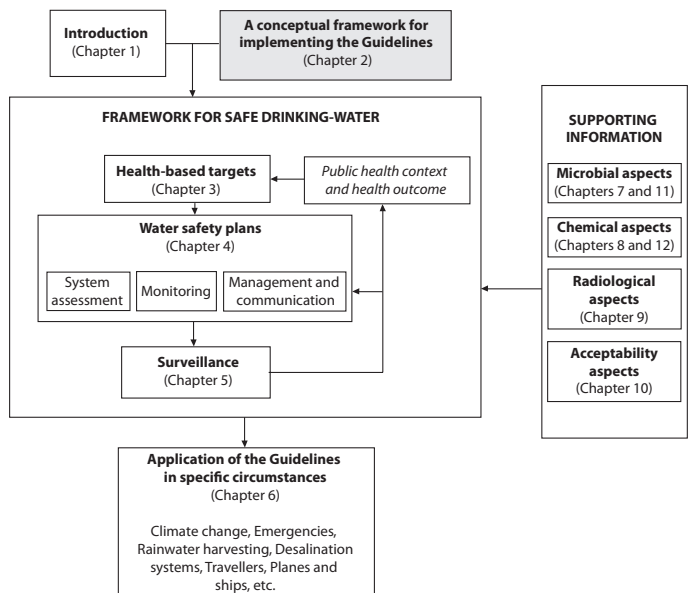 Introduction
(Chapter 1)
A conceptual framework for
implementing the Guidelines
(Chapter 2)
FRAMEWORK FOR SAFE DRINKING-WATER
Health-based targets
(Chapter 3)
Public health context
and health outcome
Water safety plans
(Chapter 4)
System
assessment
Monitoring
Management and
communication
Surveillance
(Chapter 5)
SUPPORTING
INFORMATION
Microbial aspects
(Chapters 7 and 11)
Chemical aspects
(Chapters 8 and 12)
Radiological
aspects
(Chapter 9)
Acceptability
aspects
(Chapter 10)
Application of the Guidelines
in specific circumstances
(Chapter 6)
Climate change, Emergencies,
Rainwater harvesting, Desalination
systems, Travellers, Planes and
ships, etc.